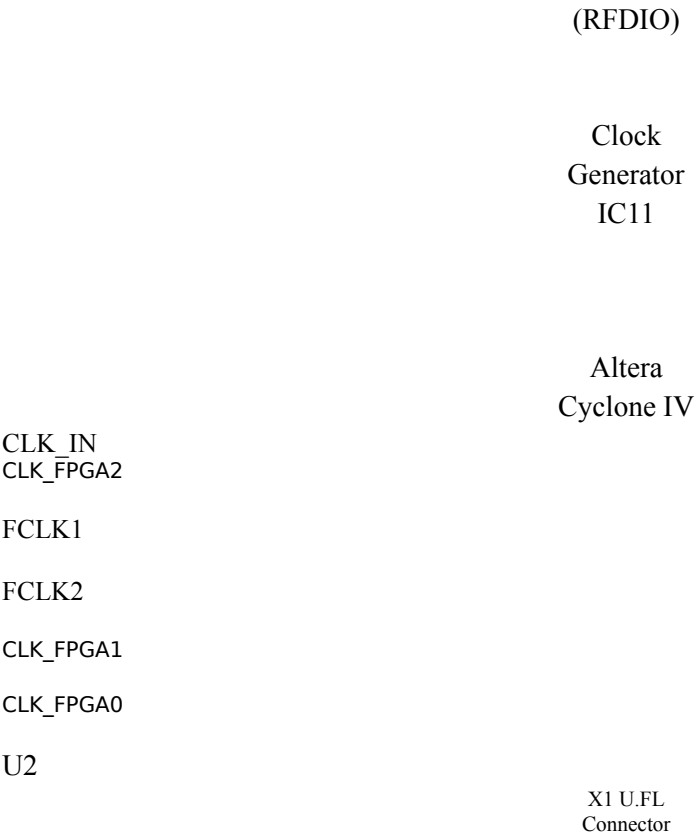 (RFDIO)
Clock
Generator
IC11
Altera
Cyclone IV
CLK_IN
CLK_FPGA2
FCLK1
FCLK2
CLK_FPGA1
CLK_FPGA0
U2
X1 U.FL
Connector